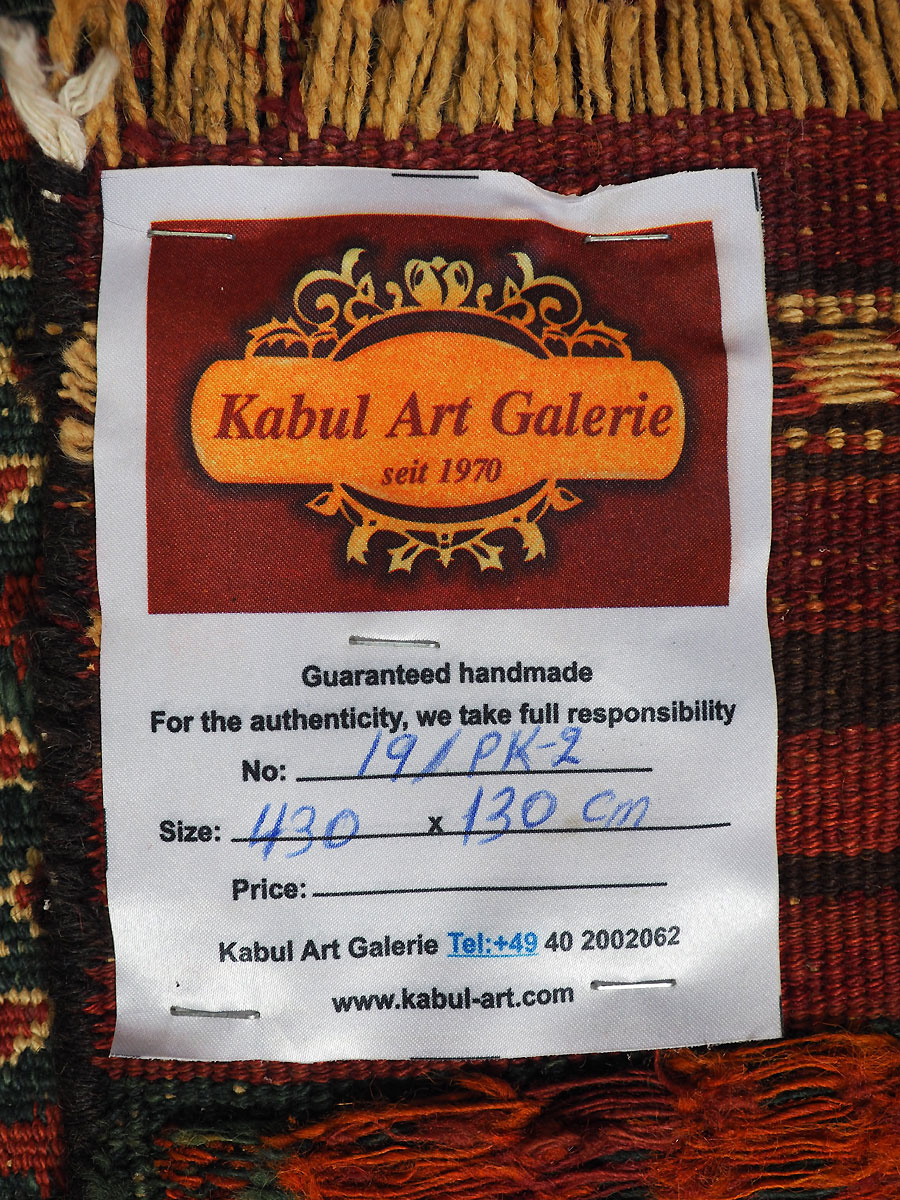 Kabul Art Galerie
seit 1970
Guaranteed handmade
For the authenticity, we take full responsibility
No: 19/PK-2
Size: 430 x 130 cm
Price:
Kabul Art Galerie Tel:+49 40 2002062
www.kabul-art.com